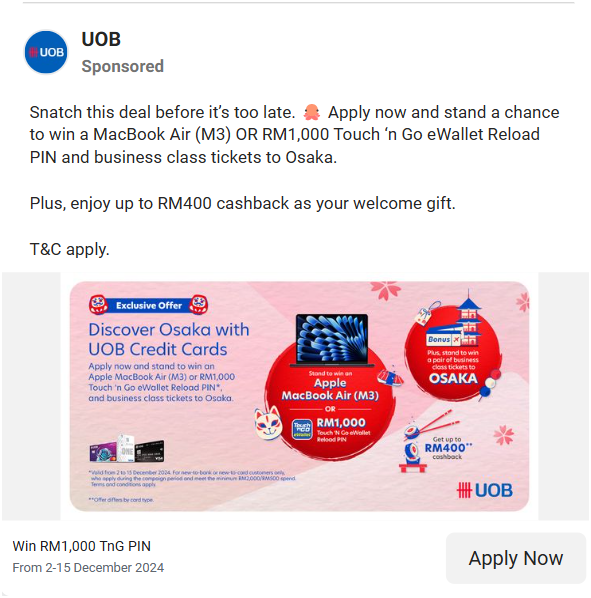 UOB
UOB
Sponsored
Snatch this deal before it's too late. Apply now and stand a chance
to win a MacBook Air (M3) OR RM1,000 Touch 'n Go eWallet Reload
PIN and business class tickets to Osaka.
Plus, enjoy up to RM400 cashback as your welcome gift.
T&C apply.
Exclusive Offer
Discover Osaka with
UOB Credit Cards
Apply now and stand to win an
Apple MacBook Air (M3) or RM1,000
Touch 'n Go eWallet Reload PIN*,
and business class tickets to Osaka.
*Valid from 2 to 15 December 2024. For new-to-bank or new-to-card customers only,
who apply during the campaign period and meet the minimum RM2,000/RM500 spend.
Terms and conditions apply.
**Offer differs by card type.
Stand to win an
Apple
MacBook Air (M3)
OR
Touch
'n GO
eWallet
RM1,000
Touch 'N Go eWallet
Reload PIN
Bonus
Plus, stand to win
a pair of business
class tickets to
OSAKA
Get up to
RM400**
cashback
UOB
Win RM1,000 TnG PIN
From 2-15 December 2024
Apply Now